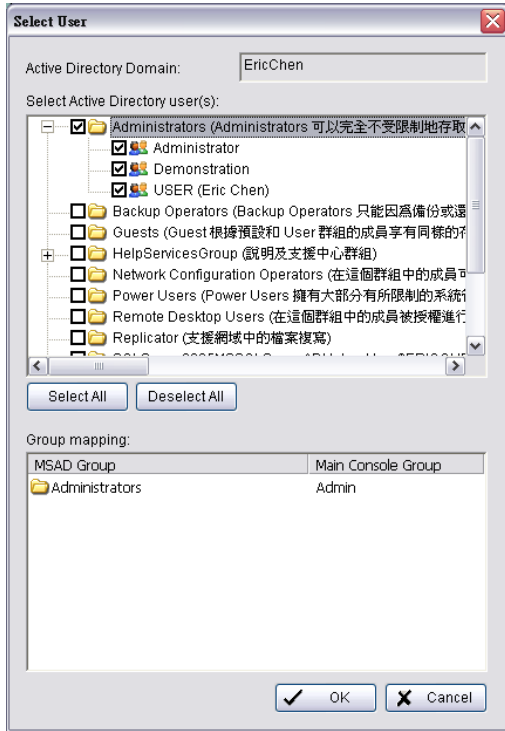 Select User
Active Directory Domain: EricChen
Select Active Directory user(s):
Administrators (Administrators 可以完全不受限制地存取
Administrator
Demonstration
USER (Eric Chen)
Backup Operators (Backup Operators 只能因為備份或還
Guests (Guest 根據預設和 User 群組的成員享有同樣的存
HelpServicesGroup (說明及支援中心群組)
Network Configuration Operators (在這個群組中的成員可
Power Users (Power Users 擁有大部分有所限制的系統
Remote Desktop Users (在這個群組中的成員被授權進行
Replicator (支援網域中的檔案複寫)
Select All Deselect All
Group mapping:
MSAD Group Main Console Group
Administrators Admin
OK Cancel